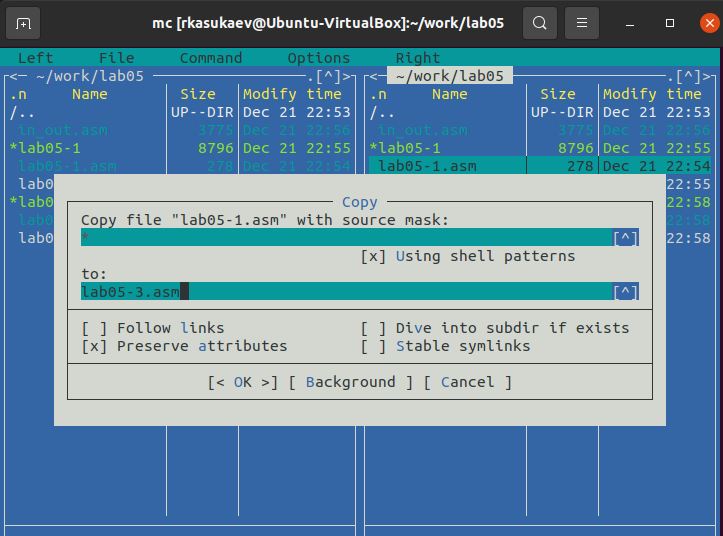 mc [rkasukaev@Ubuntu-VirtualBox]:~/work/lab05
Left File Command Options Right
<─ ~/work/lab05 .[^]> <─ ~/work/lab05 .[^]>
.n Name Size Modify time .n Name Size Modify time
/.. UP--DIR Dec 21 22:53 /.. UP--DIR Dec 21 22:53
in_out.asm 3775 Dec 21 22:56 in_out.asm 3775 Dec 21 22:56
*lab05-1 8796 Dec 21 22:55 *lab05-1 8796 Dec 21 22:55
lab05-1.asm 278 Dec 21 22:54 lab05-1.asm 278 Dec 21 22:54
lab0 22:55
*lab0 22:58
lab0 22:58
lab0 22:58
Copy
Copy file "lab05-1.asm" with source mask:
* [^]
[x] Using shell patterns
to:
lab05-3.asm [^]
[ ] Follow links [ ] Dive into subdir if exists
[x] Preserve attributes [ ] Stable symlinks
[< OK >] [ Background ] [ Cancel ]